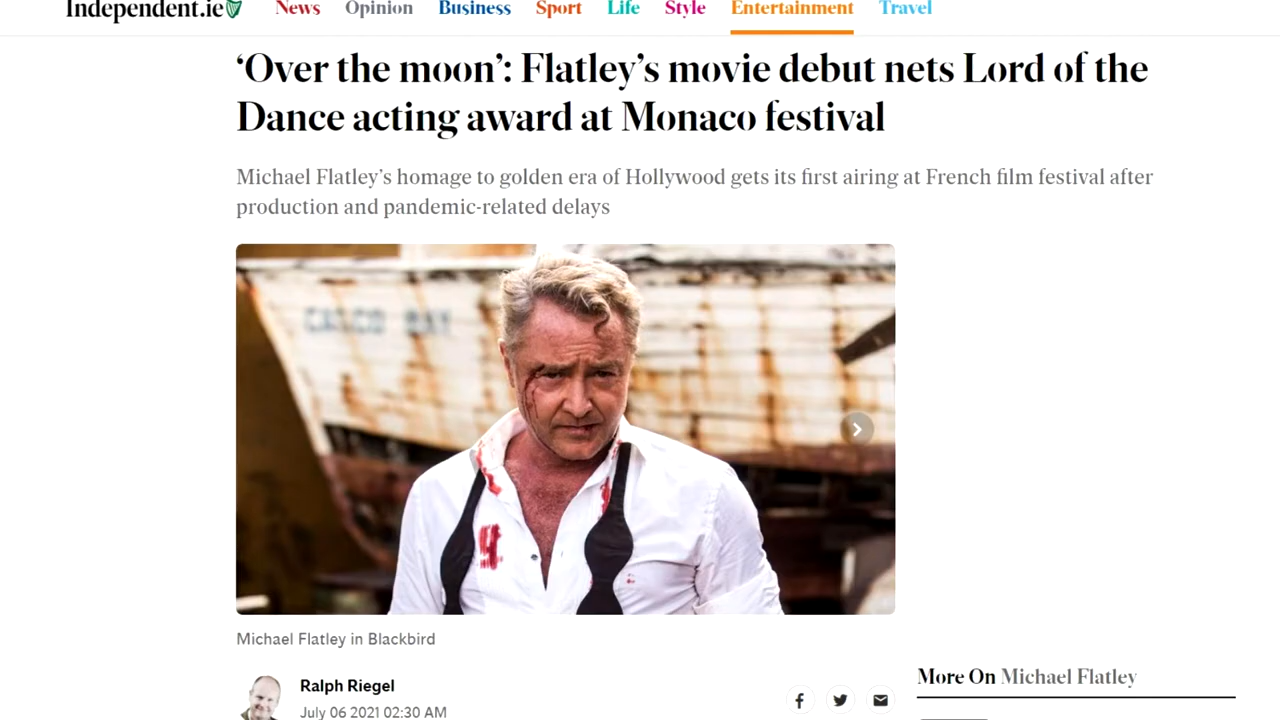 Independent.ie News Opinion Business Sport Life Style Entertainment Travel
‘Over the moon’: Flatley’s movie debut nets Lord of the
Dance acting award at Monaco festival
Michael Flatley’s homage to golden era of Hollywood gets its first airing at French film festival after
production and pandemic-related delays
Michael Flatley in Blackbird
Ralph Riegel
July 06 2021 02:30 AM
More On Michael Flatley